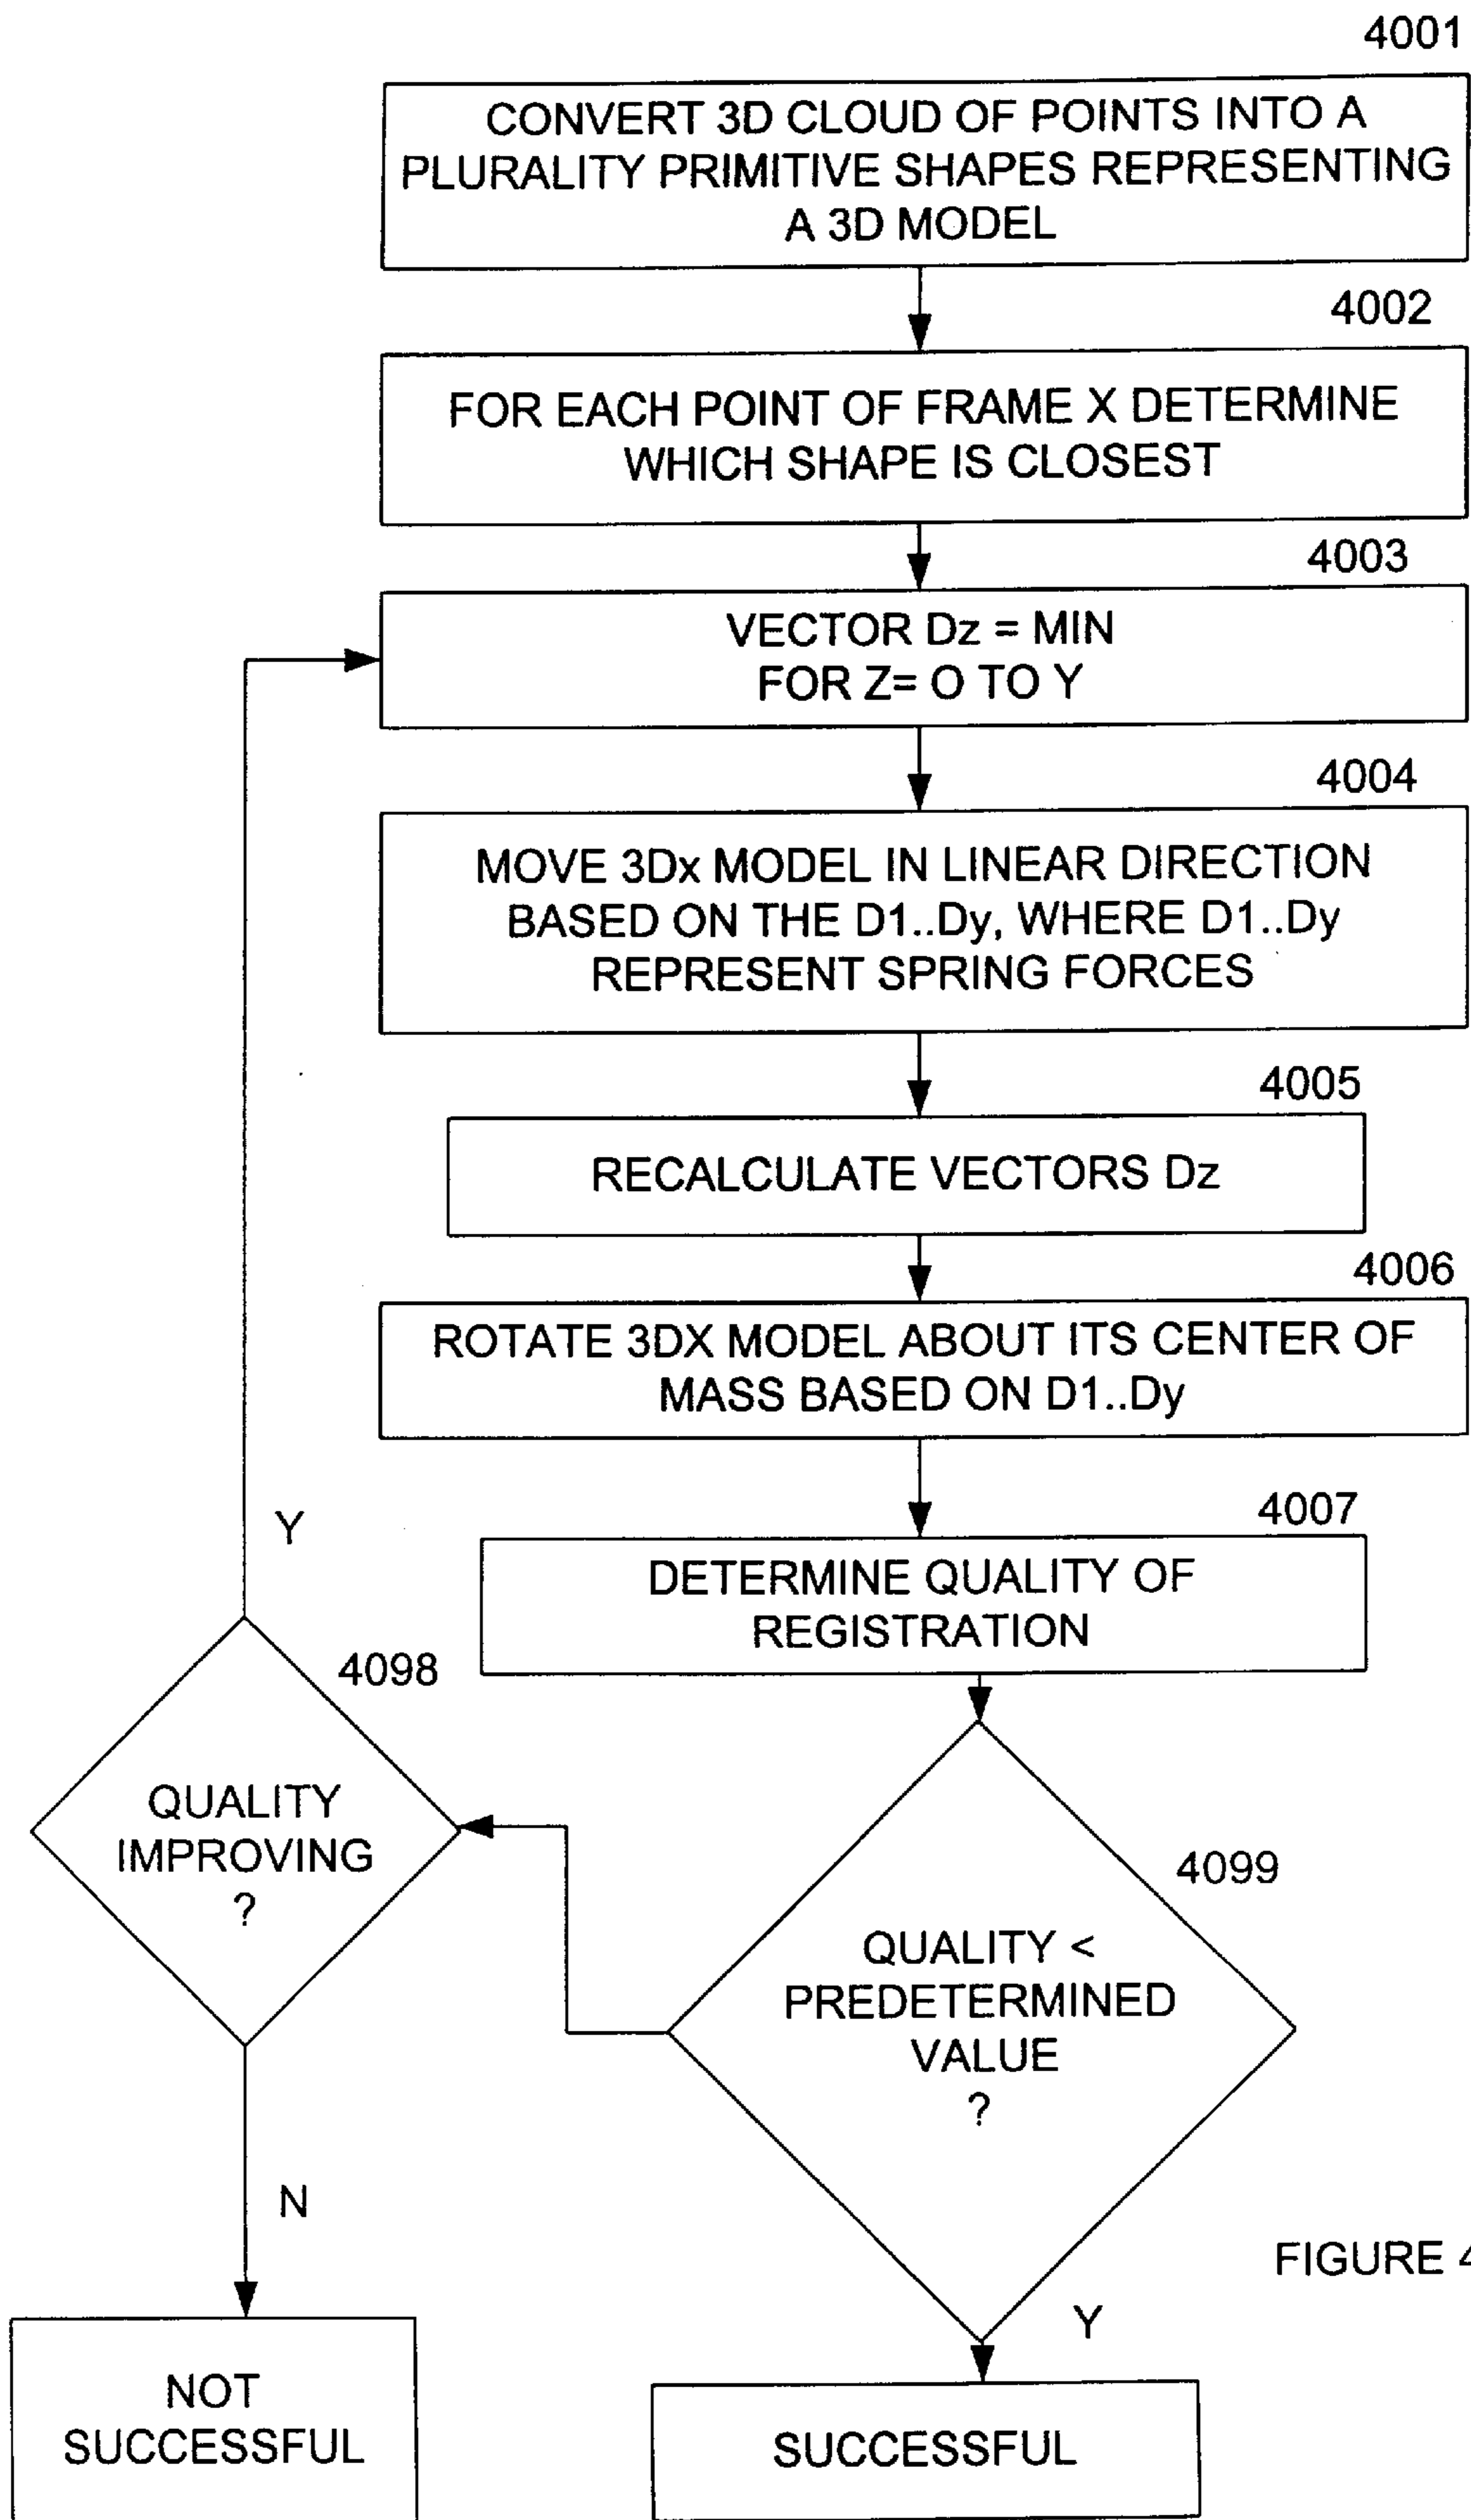 4001
CONVERT 3D CLOUD OF POINTS INTO A
PLURALITY PRIMITIVE SHAPES REPRESENTING
A 3D MODEL
4002
FOR EACH POINT OF FRAME X DETERMINE
WHICH SHAPE IS CLOSEST
4003
VECTOR Dz = MIN
FOR Z= O TO Y
4004
MOVE 3Dx MODEL IN LINEAR DIRECTION
BASED ON THE D1..Dy, WHERE D1..Dy
REPRESENT SPRING FORCES
4005
RECALCULATE VECTORS Dz
4006
ROTATE 3DX MODEL ABOUT ITS CENTER OF
MASS BASED ON D1..Dy
4007
DETERMINE QUALITY OF
REGISTRATION
Y
4098
QUALITY
IMPROVING
?
4099
QUALITY <
PREDETERMINED
VALUE
?
N
FIGURE 4
Y
NOT
SUCCESSFUL
SUCCESSFUL